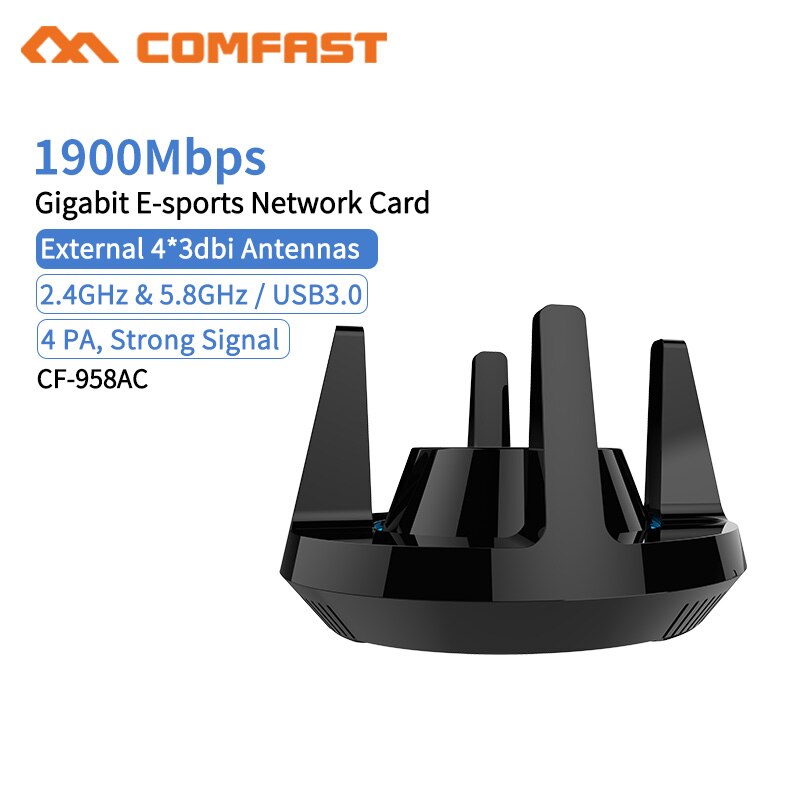 COMFAST
1900Mbps
Gigabit E-sports Network Card
External 4*3dbi Antennas
2.4GHz & 5.8GHz / USB3.0
4 PA, Strong Signal
CF-958AC